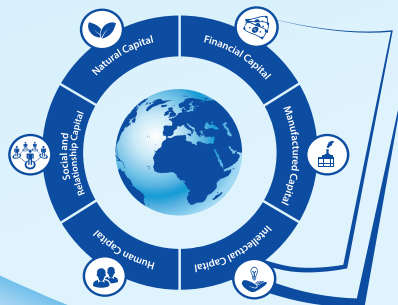 Natural Capital
Financial Capital
Manufactured Capital
Intellectual Capital
Human Capital
Social and
Relationship Capital